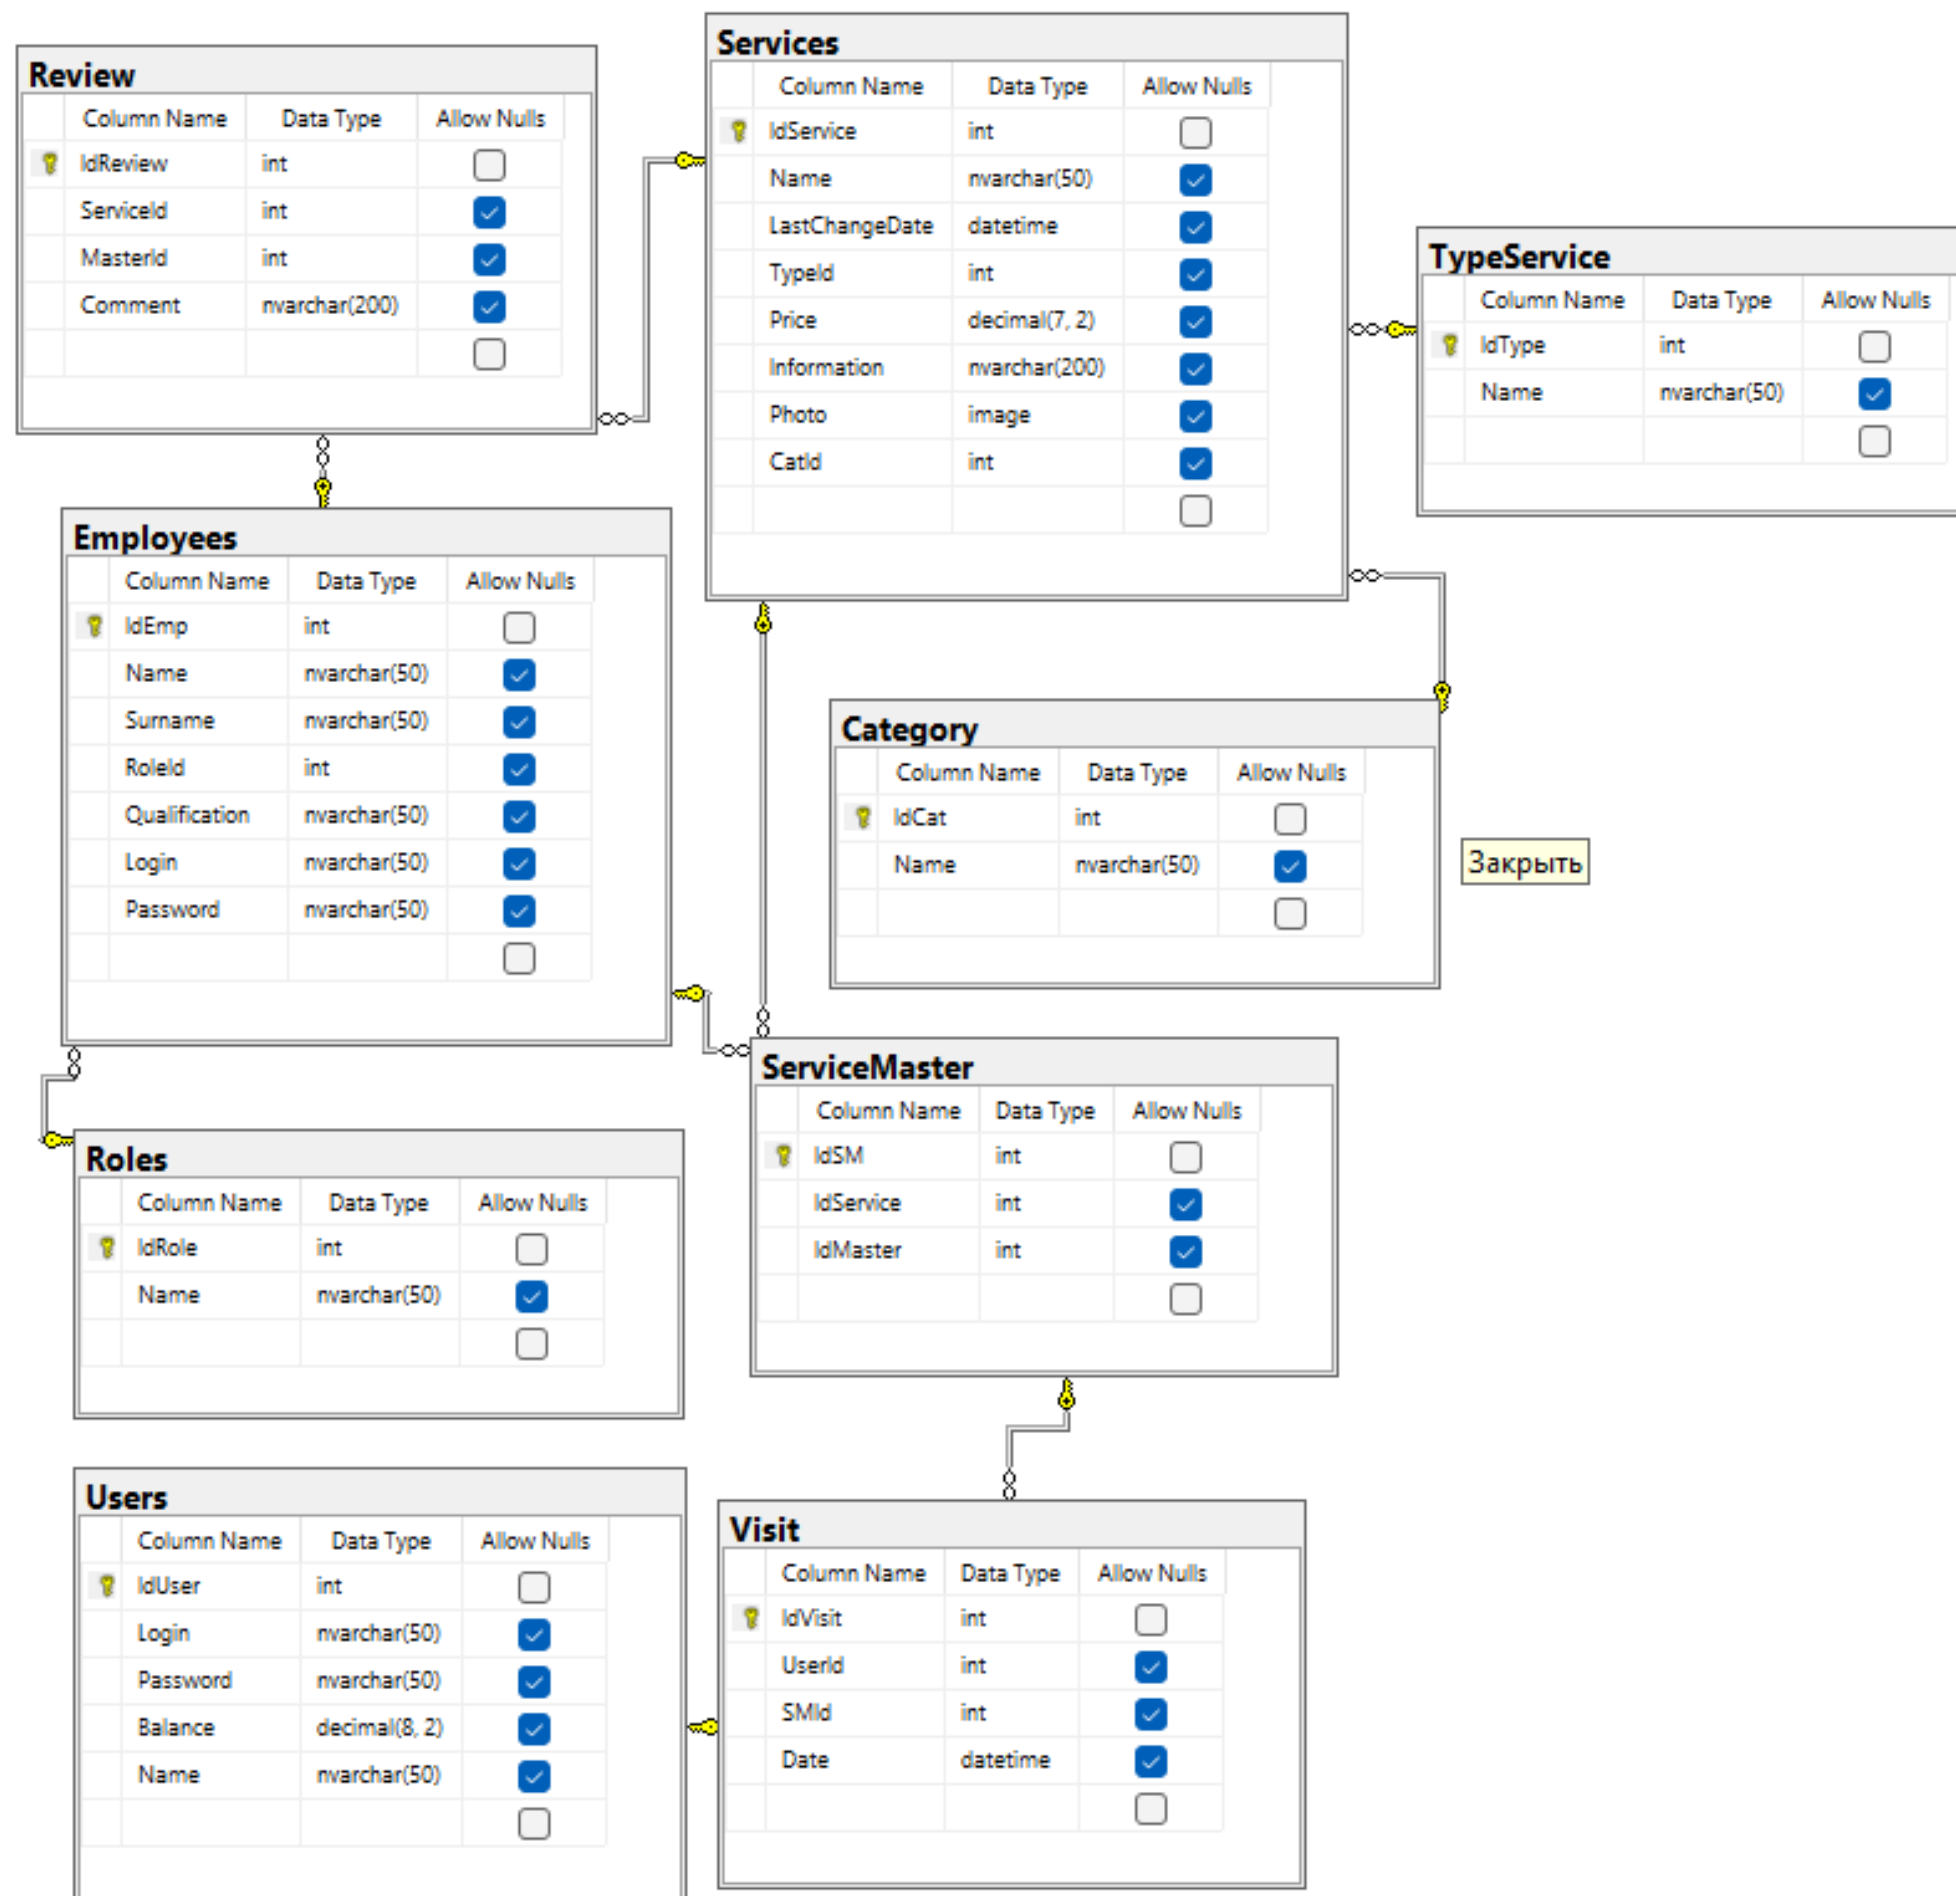 Review
Column Name Data Type Allow Nulls
IdReview int
ServiceId int
MasterId int
Comment nvarchar(200)
Services
Column Name Data Type Allow Nulls
IdService int
Name nvarchar(50)
LastChangeDate datetime
TypeId int
Price decimal(7, 2)
Information nvarchar(200)
Photo image
CatId int
TypeService
Column Name Data Type Allow Nulls
IdType int
Name nvarchar(50)
Employees
Column Name Data Type Allow Nulls
IdEmp int
Name nvarchar(50)
Surname nvarchar(50)
RoleId int
Qualification nvarchar(50)
Login nvarchar(50)
Password nvarchar(50)
Category
Column Name Data Type Allow Nulls
IdCat int
Name nvarchar(50)
Закрыть
ServiceMaster
Column Name Data Type Allow Nulls
IdSM int
IdService int
IdMaster int
Roles
Column Name Data Type Allow Nulls
IdRole int
Name nvarchar(50)
Users
Column Name Data Type Allow Nulls
IdUser int
Login nvarchar(50)
Password nvarchar(50)
Balance decimal(8, 2)
Name nvarchar(50)
Visit
Column Name Data Type Allow Nulls
IdVisit int
UserId int
SMId int
Date datetime